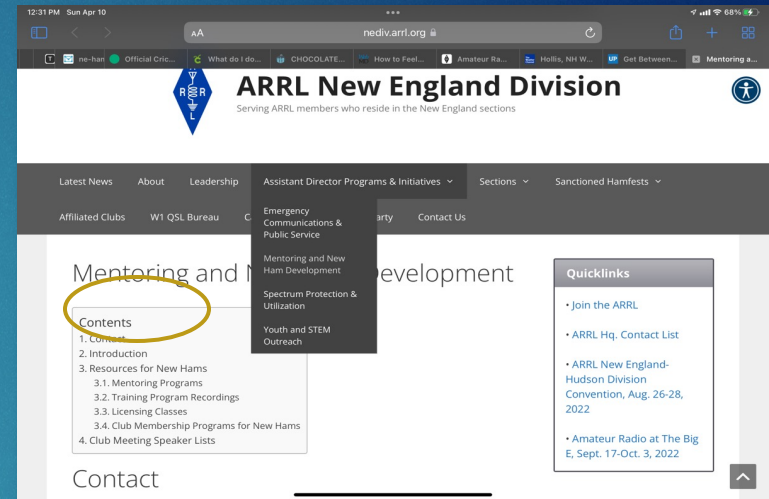 12:31 PM Sun Apr 10
68%
AA
nediv.arrl.org
ne-han
Official Cric...
What do I do...
CHOCOLATE...
How to Feel...
Amateur Ra...
Hollis, NH W...
UP Get Between...
Mentoring a...
R R L
ARRL New England Division
Serving ARRL members who reside in the New England sections
Latest News About Leadership Assistant Director Programs & Initiatives Sections Sanctioned Hamfests
Affiliated Clubs W1 QSL Bureau C arty Contact Us
Emergency
Communications &
Public Service
Mentoring and New
Ham Development
Spectrum Protection &
Utilization
Youth and STEM
Outreach
Mentoring and N evelopment
Contents
1. Contact
2. Introduction
3. Resources for New Hams
3.1. Mentoring Programs
3.2. Training Program Recordings
3.3. Licensing Classes
3.4. Club Membership Programs for New Hams
4. Club Meeting Speaker Lists
Contact
Quicklinks
• Join the ARRL
• ARRL Hq. Contact List
• ARRL New England-
Hudson Division
Convention, Aug. 26-28,
2022
• Amateur Radio at The Big
E, Sept. 17-Oct. 3, 2022